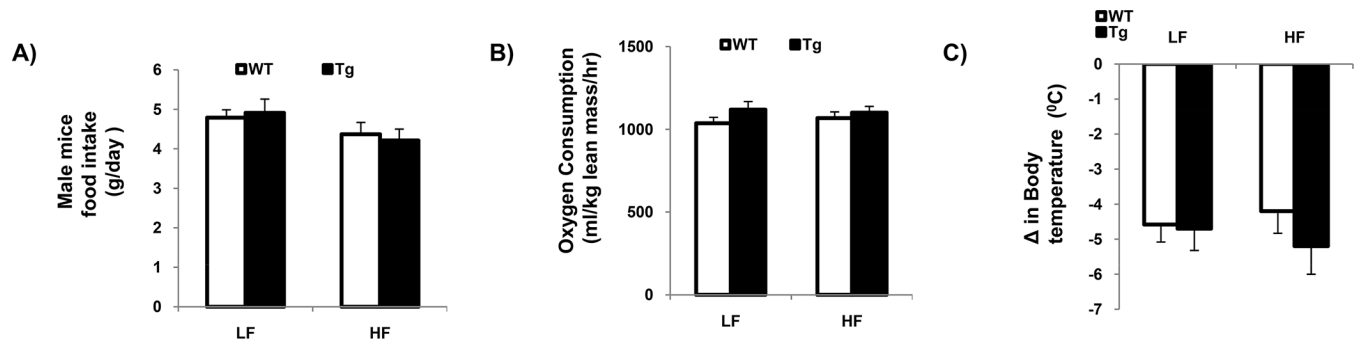 A)
Male mice
food intake
(g/day )
WT Tg
6
5
4
3
2
1
0
LF HF
B)
Oxygen Consumption
(ml/kg lean mass/hr)
WT Tg
1500
1000
500
0
LF HF
C)
WT
Tg
LF HF
Δ in Body
temperature (⁰C)
0
-1
-2
-3
-4
-5
-6
-7